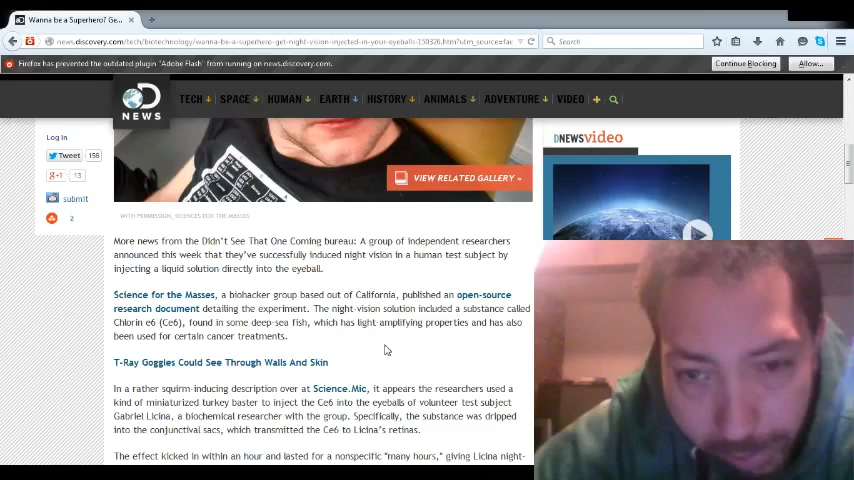 Wanna be a Superhero? Ge...
news.discovery.com/tech/biotechnology/wanna-be-a-superhero-get-night-vision-injected-in-your-eyeballs-150326.htm?utm_source=fac
Search
Firefox has prevented the outdated plugin "Adobe Flash" from running on news.discovery.com.
Continue Blocking
Allow...
D
NEWS
TECH
SPACE
HUMAN
EARTH
HISTORY
ANIMALS
ADVENTURE
VIDEO
Log In
Tweet 156
g+1 13
submit
2
VIEW RELATED GALLERY »
DNEWSvideo
WITH PERMISSION, SCIENCES FOR THE MASSES
More news from the Didn't See That One Coming bureau: A group of independent researchers
announced this week that they've successfully induced night vision in a human test subject by
injecting a liquid solution directly into the eyeball.
Science for the Masses, a biohacker group based out of California, published an open-source
research document detailing the experiment. The night-vision solution included a substance called
Chlorin e6 (Ce6), found in some deep-sea fish, which has light-amplifying properties and has also
been used for certain cancer treatments.
T-Ray Goggles Could See Through Walls And Skin
In a rather squirm-inducing description over at Science.Mic, it appears the researchers used a
kind of miniaturized turkey baster to inject the Ce6 into the eyeballs of volunteer test subject
Gabriel Licina, a biochemical researcher with the group. Specifically, the substance was dripped
into the conjunctival sacs, which transmitted the Ce6 to Licina's retinas.
The effect kicked in within an hour and lasted for a nonspecific "many hours," giving Licina night-